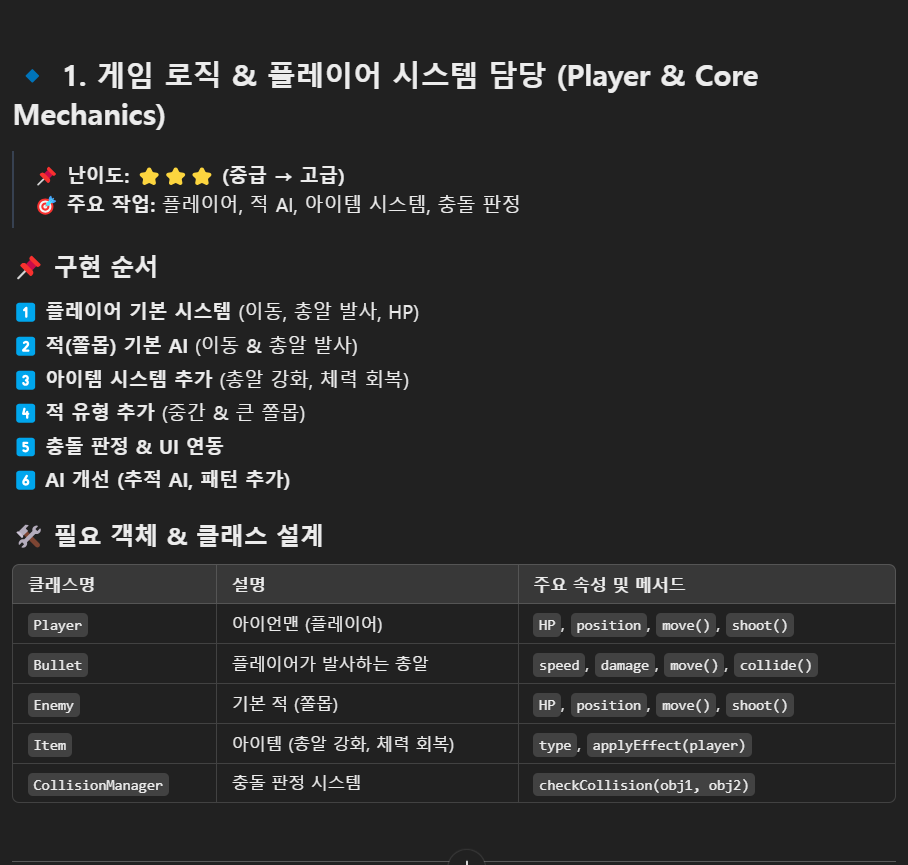 🔹 1. 게임 로직 & 플레이어 시스템 담당 (Player & Core
Mechanics)
📌 난이도: ⭐⭐⭐ (중급 → 고급)
🎯 주요 작업: 플레이어, 적 AI, 아이템 시스템, 충돌 판정
📌 구현 순서
1️⃣ 플레이어 기본 시스템 (이동, 총알 발사, HP)
2️⃣ 적(쫄몹) 기본 AI (이동 & 총알 발사)
3️⃣ 아이템 시스템 추가 (총알 강화, 체력 회복)
4️⃣ 적 유형 추가 (중간 & 큰 쫄몹)
5️⃣ 충돌 판정 & UI 연동
6️⃣ AI 개선 (추적 AI, 패턴 추가)
🛠️ 필요 객체 & 클래스 설계
클래스명 설명 주요 속성 및 메서드
Player 아이언맨 (플레이어) HP, position, move(), shoot()
Bullet 플레이어가 발사하는 총알 speed, damage, move(), collide()
Enemy 기본 적 (쫄몹) HP, position, move(), shoot()
Item 아이템 (총알 강화, 체력 회복) type, applyEffect(player)
CollisionManager 충돌 판정 시스템 checkCollision(obj1, obj2)